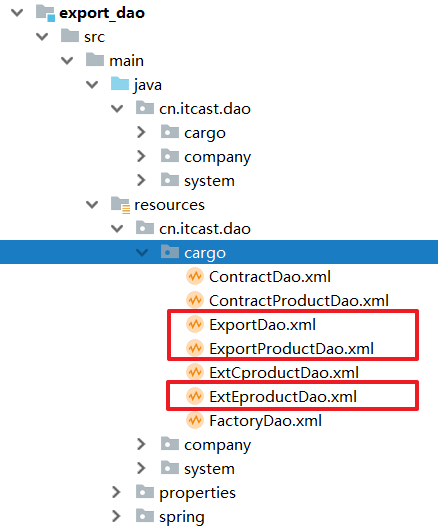 export_dao
src
main
java
cn.itcast.dao
cargo
company
system
resources
cn.itcast.dao
cargo
ContractDao.xml
ContractProductDao.xml
ExportDao.xml
ExportProductDao.xml
ExtCproductDao.xml
ExtEproductDao.xml
FactoryDao.xml
company
system
properties
spring